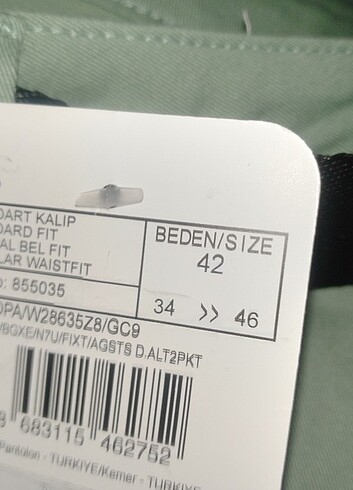 DART KALIP
DARD FIT
AL BEL FIT
LAR WAISTFIT
: 855035
BEDEN/SIZE
42
34 >> 46
OPA/W28635Z8/GC9
/BGXE/N7U/FIXT/AGSTS D.ALT2PKT
683115 462752
Pantolon - TURKIYE/Kemer - TURKIYE